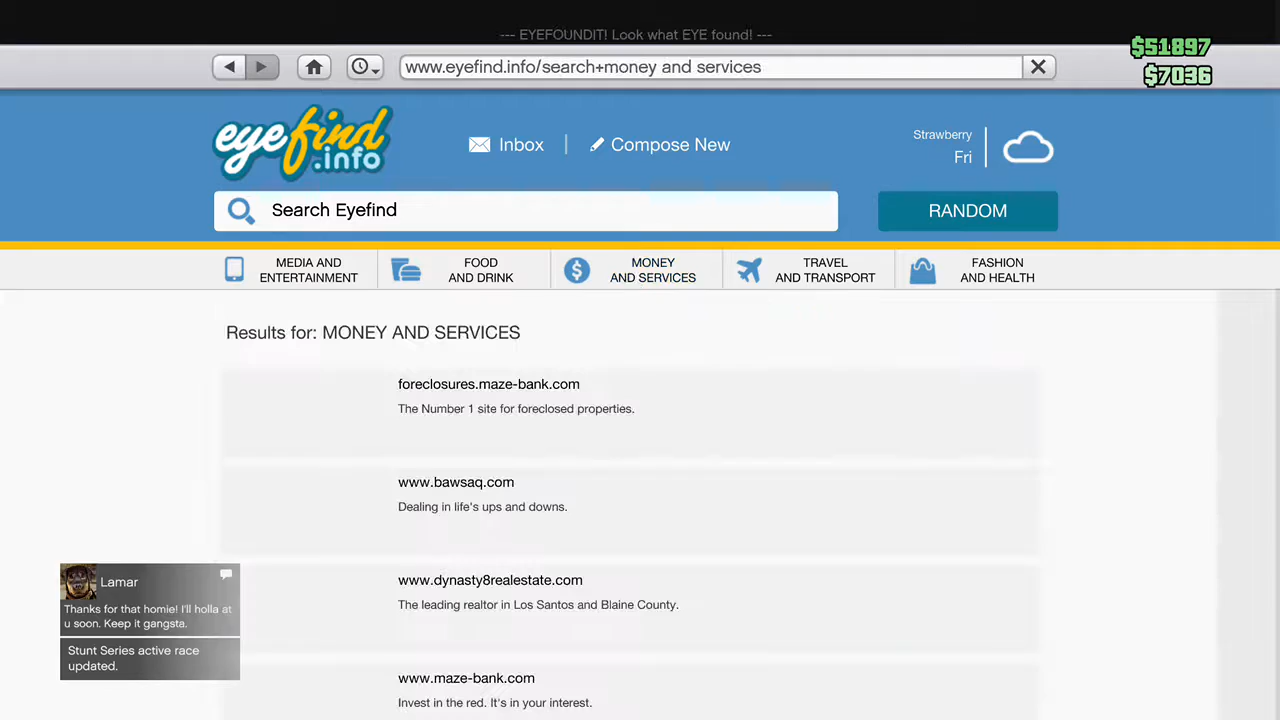 --- EYEFOUNDIT! Look what EYE found! ---
$51897
$7036
www.eyefind.info/search+money and services
eyefind
.info
Inbox
Compose New
Strawberry
Fri
Search Eyefind
RANDOM
MEDIA AND
ENTERTAINMENT
FOOD
AND DRINK
MONEY
AND SERVICES
TRAVEL
AND TRANSPORT
FASHION
AND HEALTH
Results for: MONEY AND SERVICES
foreclosures.maze-bank.com
The Number 1 site for foreclosed properties.
www.bawsaq.com
Dealing in life's ups and downs.
www.dynasty8realestate.com
The leading realtor in Los Santos and Blaine County.
www.maze-bank.com
Invest in the red. It's in your interest.
Lamar
Thanks for that homie! I'll holla at
u soon. Keep it gangsta.
Stunt Series active race
updated.